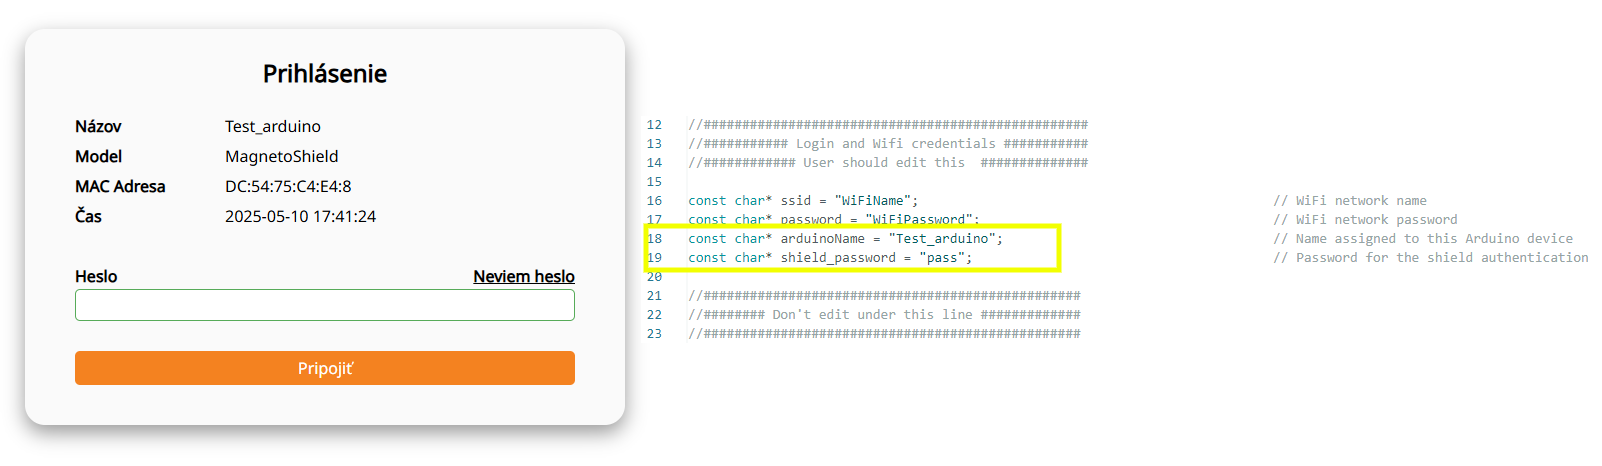 Prihlásenie
Názov Test_arduino
Model MagnetoShield
MAC Adresa DC:54:75:C4:E4:8
Čas 2025-05-10 17:41:24
Heslo Neviem heslo
Pripojiť
12 //##################################################
13 //########### Login and Wifi credentials ###########
14 //############ User should edit this ##############
15
16 const char* ssid = "WiFiName"; // WiFi network name
17 const char* password = "WiFiPassword"; // WiFi network password
18 const char* arduinoName = "Test_arduino"; // Name assigned to this Arduino device
19 const char* shield_password = "pass"; // Password for the shield authentication
20
21 //#################################################
22 //######## Don't edit under this line #############
23 //#################################################